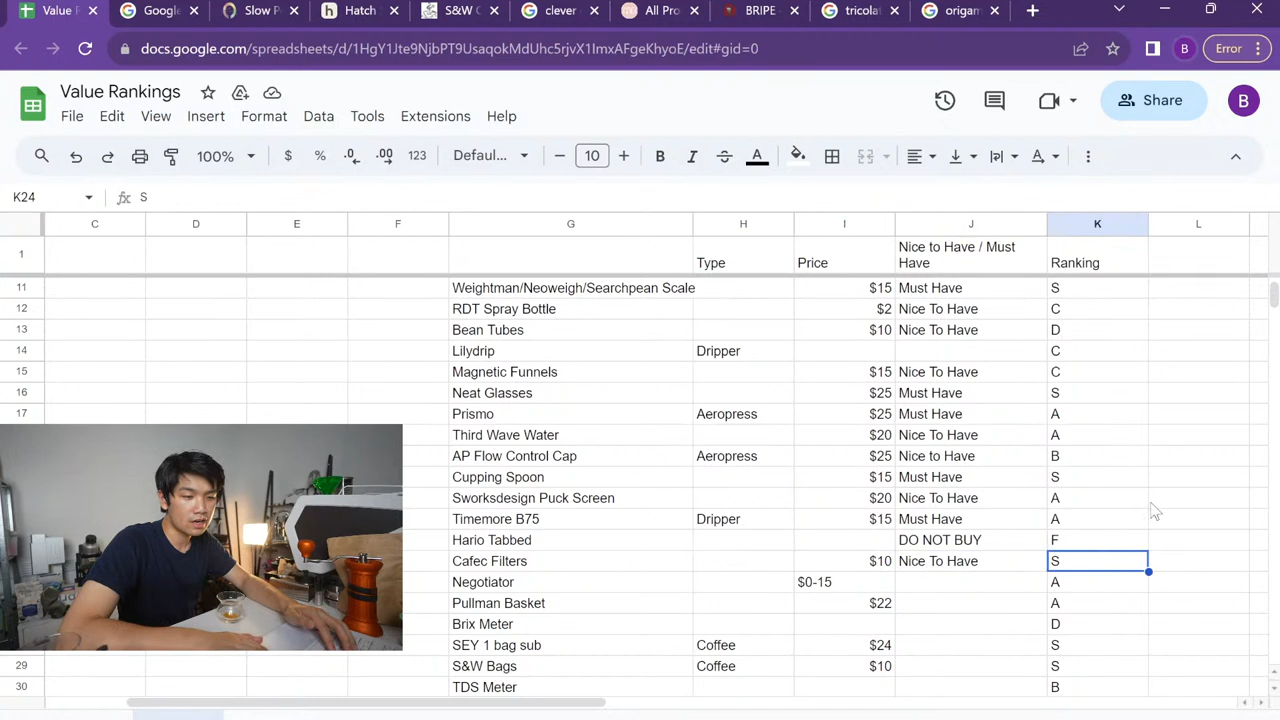 Value R
Google
Slow P
Hatch
S&W C
clever
All Pro
BRIPE
tricolat
origam
docs.google.com/spreadsheets/d/1HgY1Jte9NjbPT9UsaqokMdUhc5rjvX1ImxAFgeKhyoE/edit#gid=0
B
Error
Value Rankings
Share
B
File Edit View Insert Format Data Tools Extensions Help
100% $ % .0 .00 123 Defaul... 10 B I A
K24 fx S
C D E F G H I J K L
1 Type Price Nice to Have / Must Have Ranking
11 Weightman/Neoweigh/Searchpean Scale $15 Must Have S
12 RDT Spray Bottle $2 Nice To Have C
13 Bean Tubes $10 Nice To Have D
14 Lilydrip Dripper C
15 Magnetic Funnels $15 Nice To Have C
16 Neat Glasses $25 Must Have S
17 Prismo Aeropress $25 Must Have A
Third Wave Water $20 Nice To Have A
AP Flow Control Cap Aeropress $25 Nice to Have B
Cupping Spoon $15 Must Have S
Sworksdesign Puck Screen $20 Nice To Have A
Timemore B75 Dripper $15 Must Have A
Hario Tabbed DO NOT BUY F
Cafec Filters $10 Nice To Have S
Negotiator $0-15 A
Pullman Basket $22 A
Brix Meter D
SEY 1 bag sub Coffee $24 S
29 S&W Bags Coffee $10 S
30 TDS Meter B